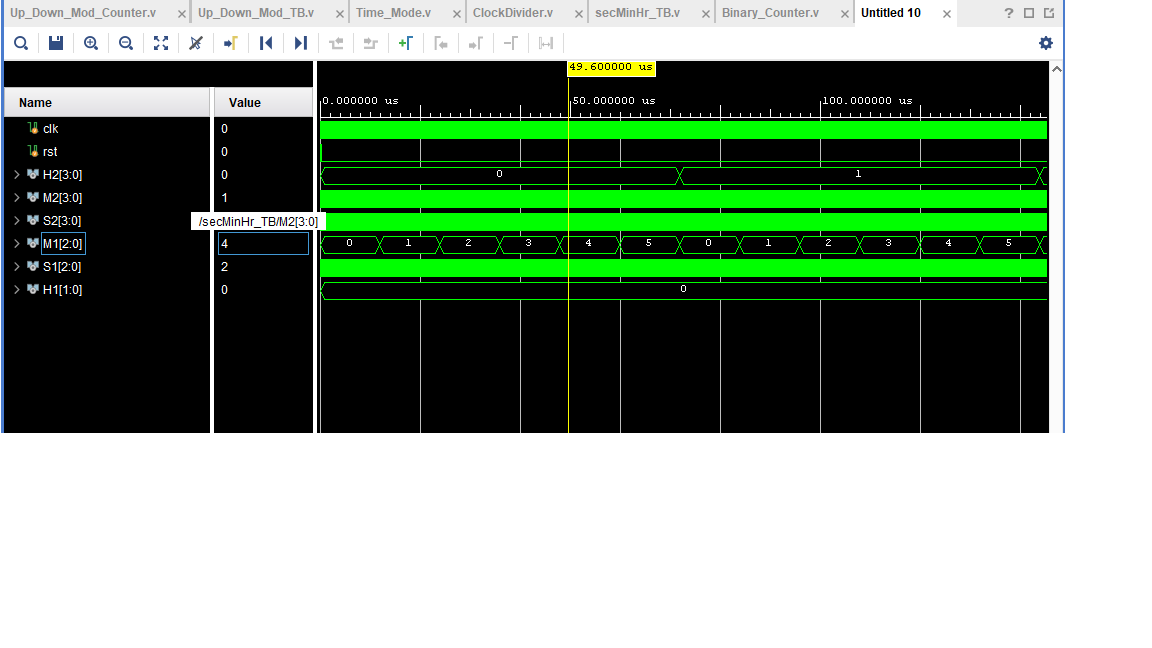 Up_Down_Mod_Counter.v Up_Down_Mod_TB.v Time_Mode.v ClockDivider.v secMinHr_TB.v Binary_Counter.v Untitled 10
49.600000 us
Name Value 0.000000 us 50.000000 us 100.000000 us
clk 0
rst 0
H2[3:0] 0 0 1
M2[3:0] 1
S2[3:0] /secMinHr_TB/M2[3:0]
M1[2:0] 4 0 1 2 3 4 5 0 1 2 3 4 5
S1[2:0] 2
H1[1:0] 0 0